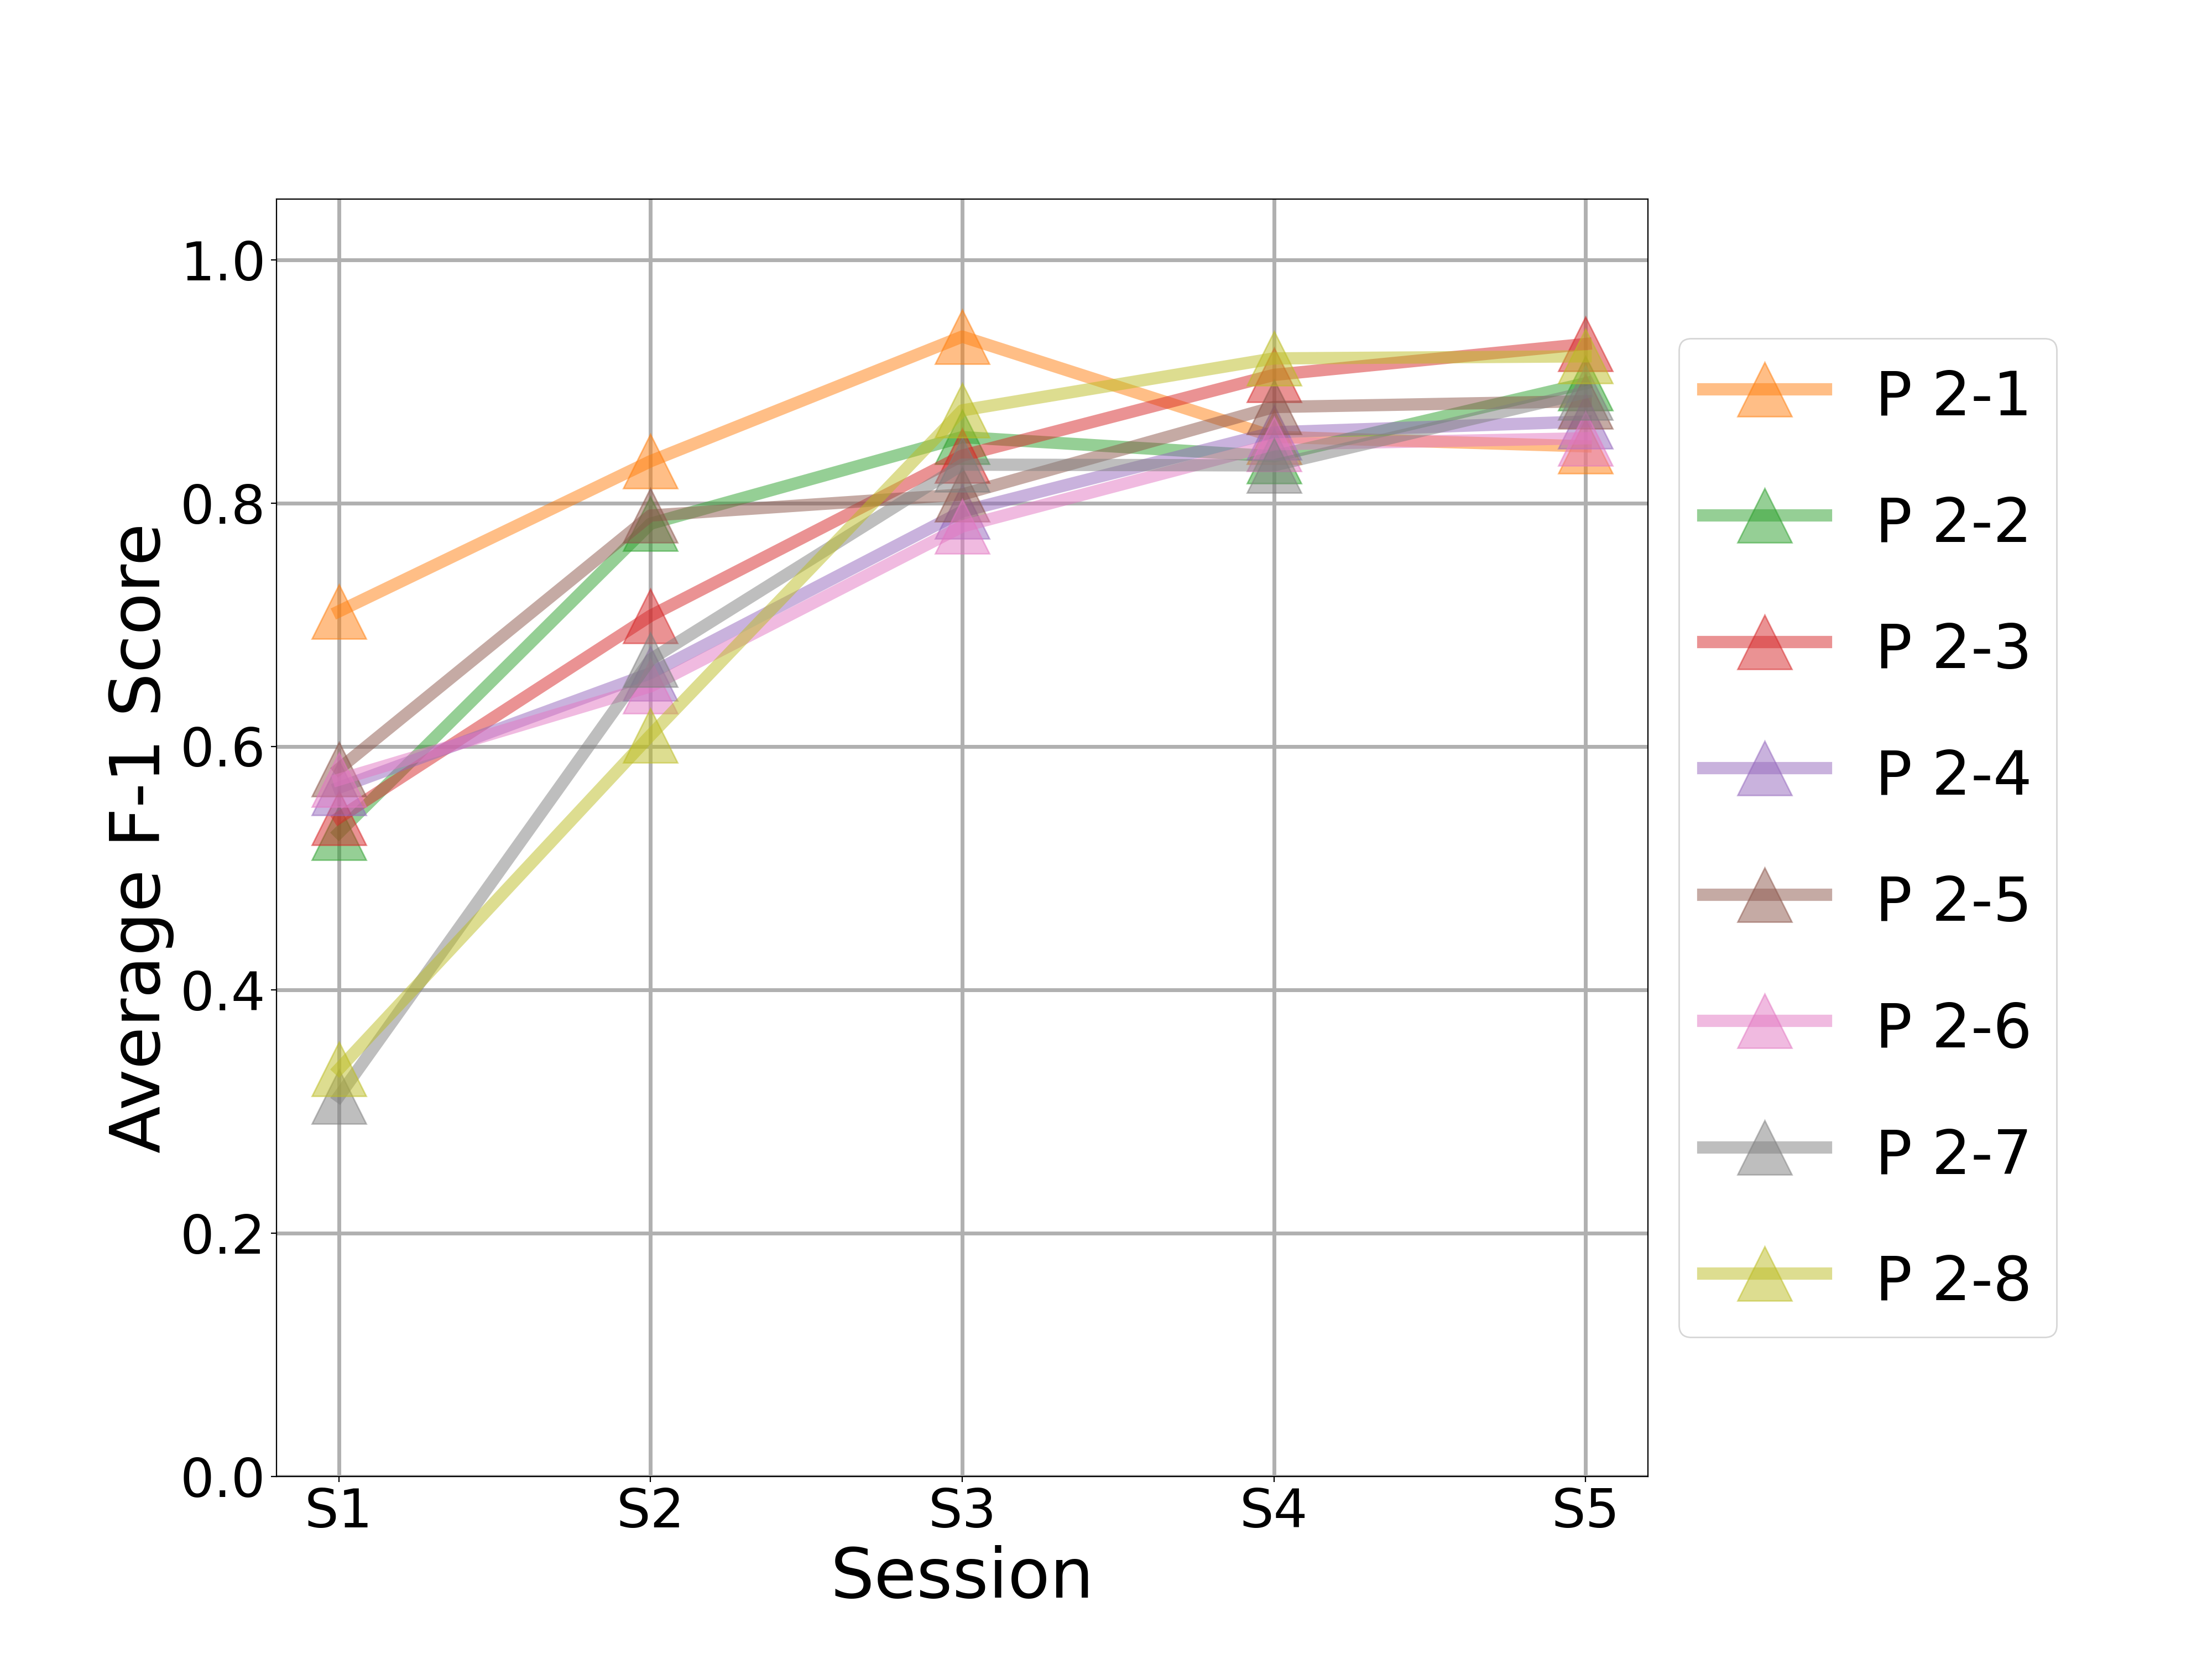 Average F-1 Score
1.0
0.8
0.6
0.4
0.2
0.0
S1 S2 S3 S4 S5
Session
P 2-1
P 2-2
P 2-3
P 2-4
P 2-5
P 2-6
P 2-7
P 2-8